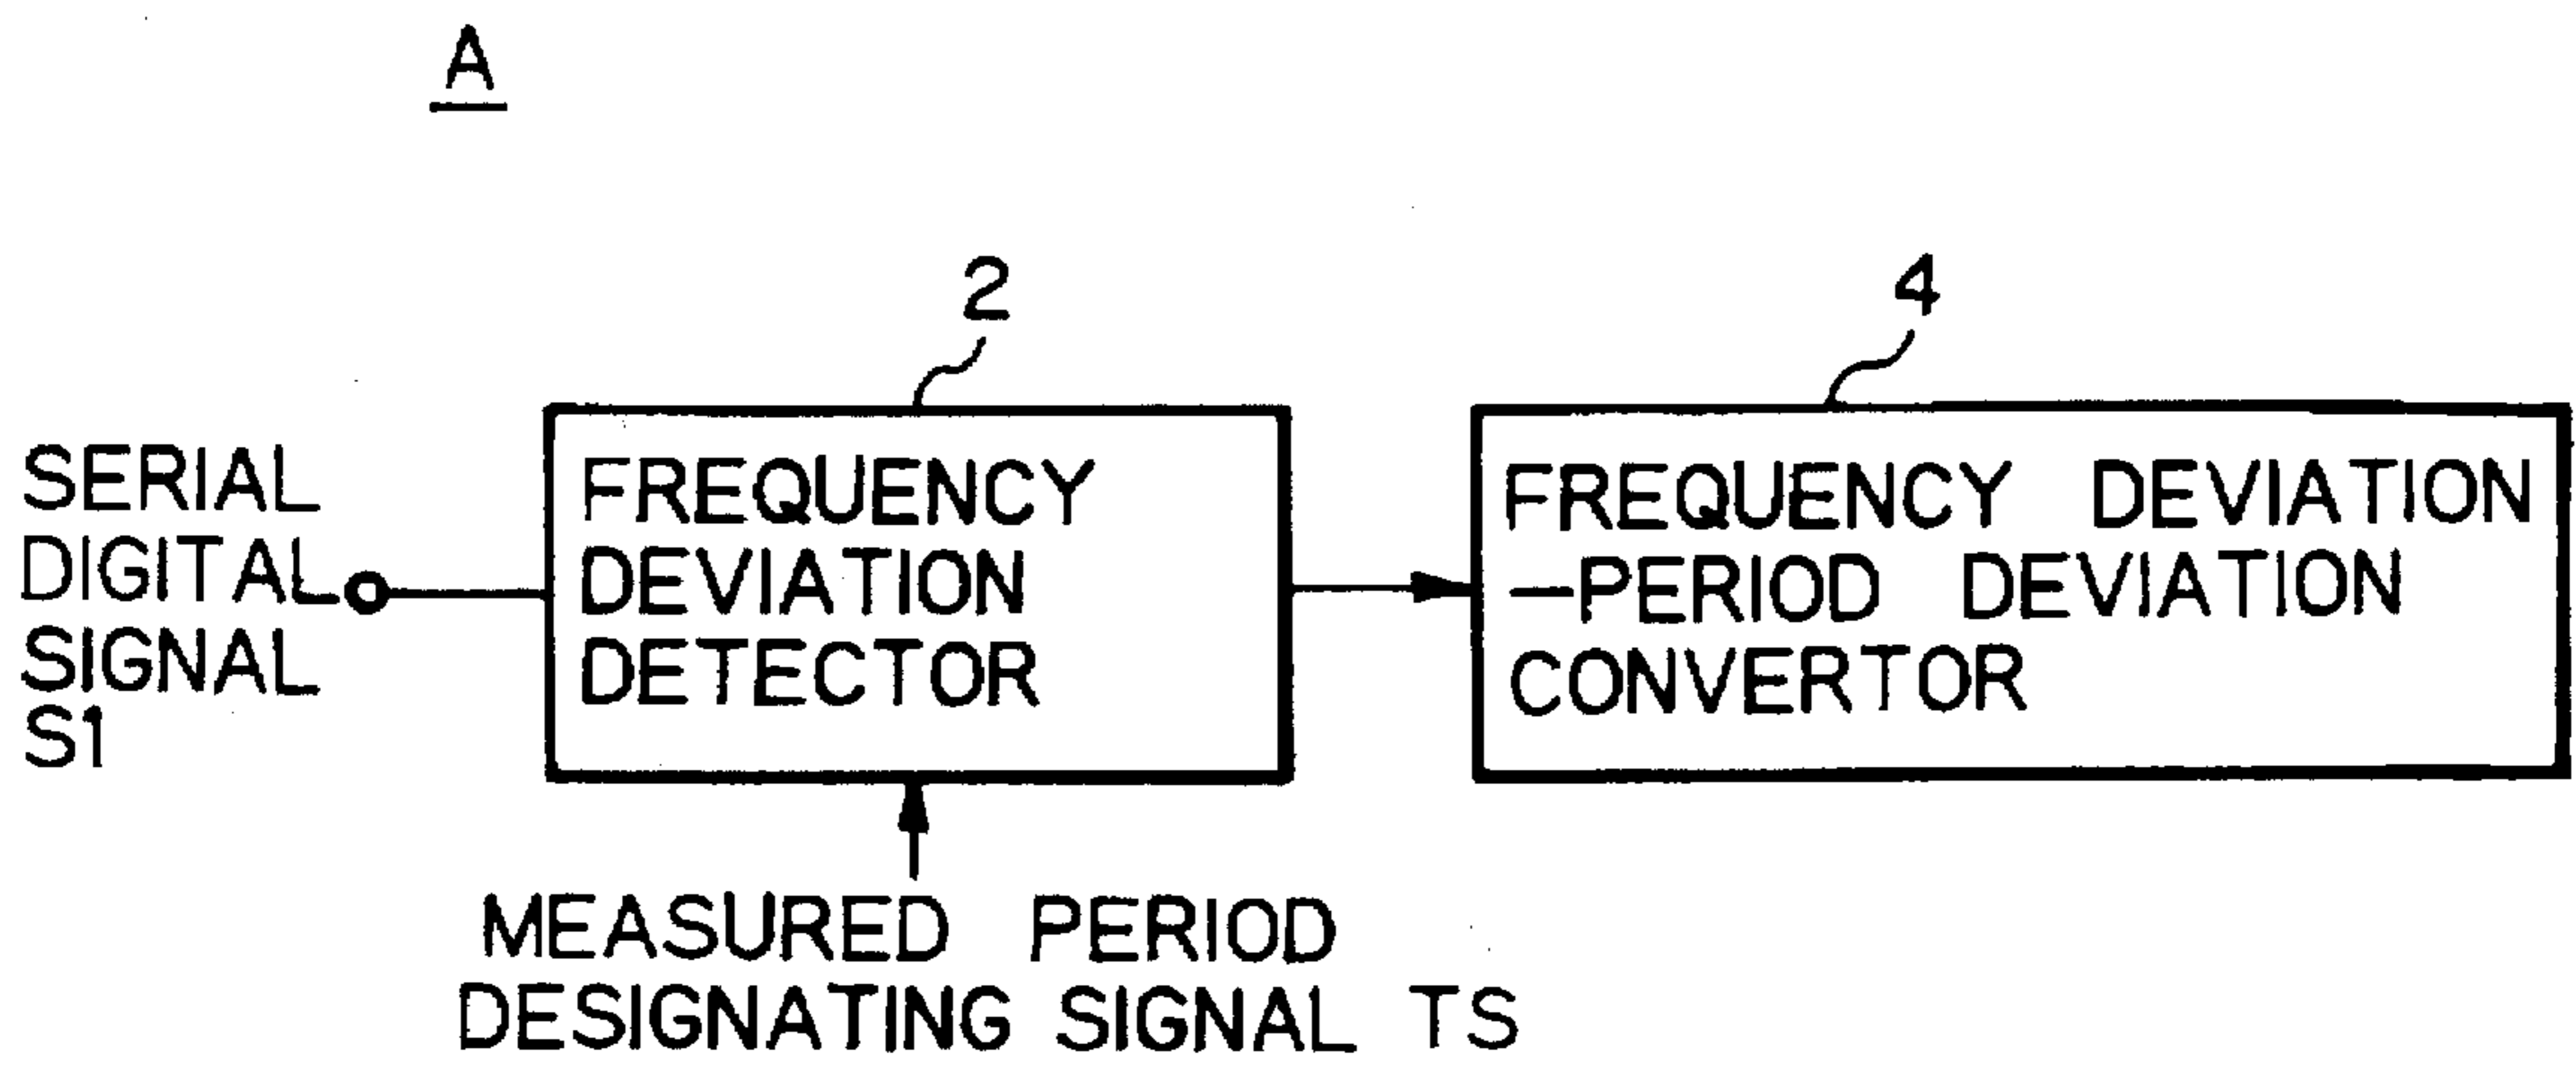 A
2
4
SERIAL
DIGITAL
SIGNAL
S1
FREQUENCY
DEVIATION
DETECTOR
FREQUENCY DEVIATION
—PERIOD DEVIATION
CONVERTOR
MEASURED PERIOD
DESIGNATING SIGNAL TS